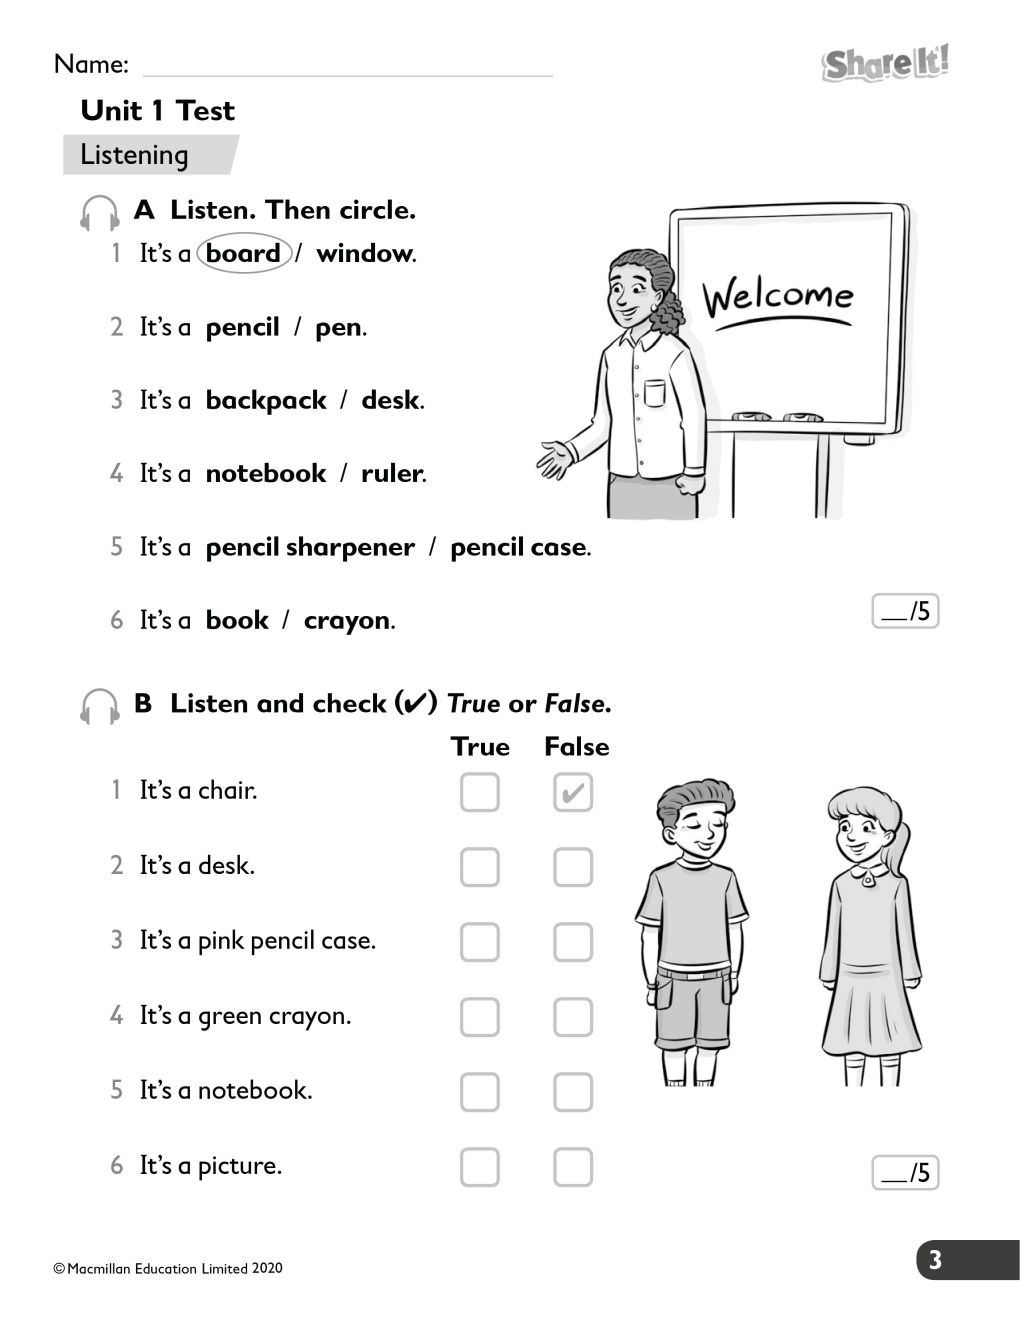 Name:
Share It!
Unit 1 Test
Listening
A Listen. Then circle.
1 It's a board / window.
Welcome
2 It's a pencil / pen.
3 It's a backpack / desk.
4 It's a notebook / ruler.
5 It's a pencil sharpener / pencil case.
6 It's a book / crayon.
__/5
B Listen and check (✔) True or False.
True False
1 It's a chair. ✔
2 It's a desk.
3 It's a pink pencil case.
4 It's a green crayon.
5 It's a notebook.
6 It's a picture.
__/5
© Macmillan Education Limited 2020
3